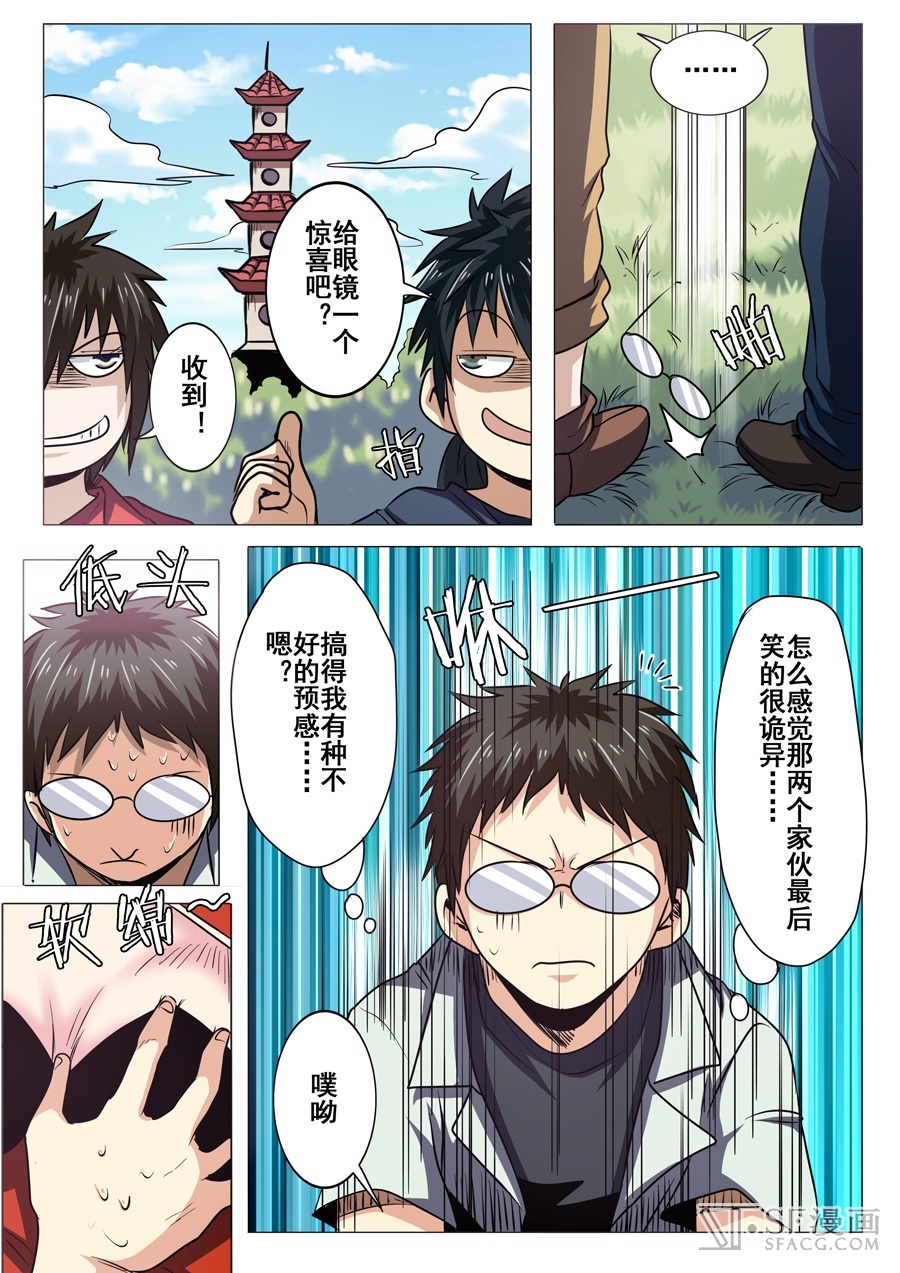 给眼镜一个
惊喜吧？
收到！
指
……
啪
怎么感觉那两个家伙最后
笑的很诡异……
咻
搞得我有种不
好的预感……
嗯？
噗呦
低头
软绵~
SF漫画
SFACG.COM